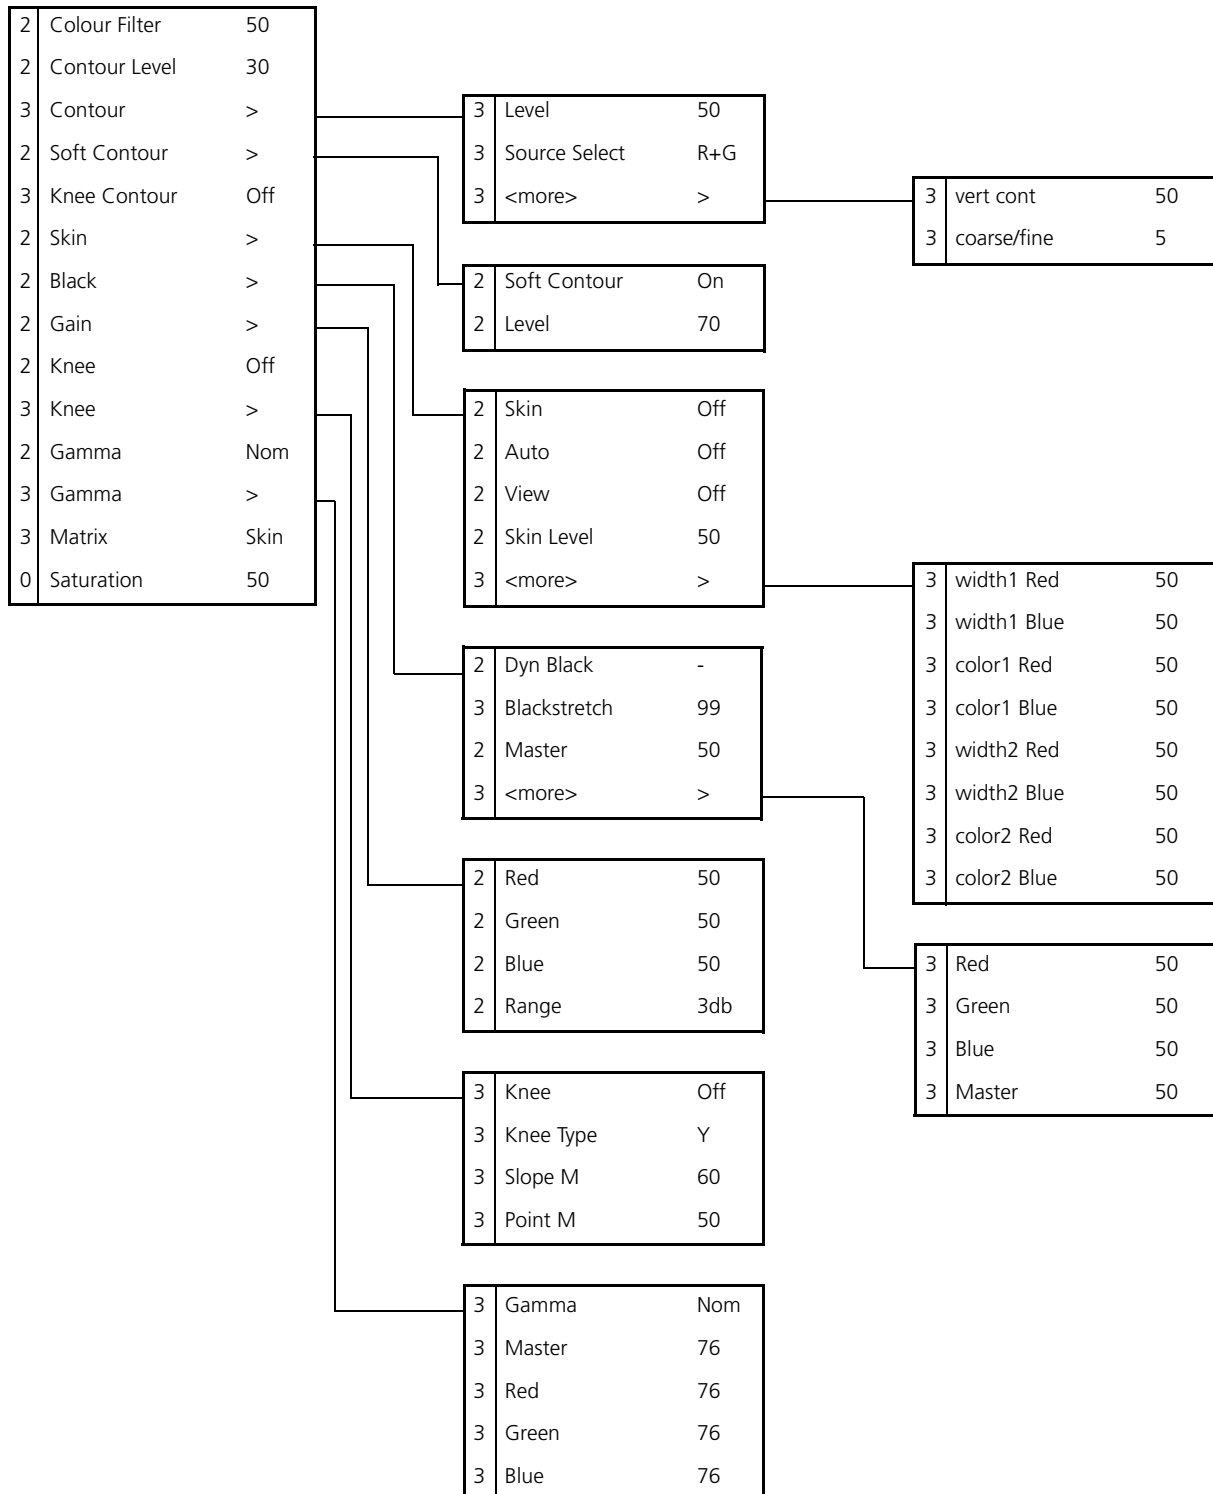 2 Colour Filter 50
2 Contour Level 30
3 Contour >
2 Soft Contour >
3 Knee Contour Off
2 Skin >
2 Black >
2 Gain >
2 Knee Off
3 Knee >
2 Gamma Nom
3 Gamma >
3 Matrix Skin
0 Saturation 50
3 Level 50
3 Source Select R+G
3 <more> >
2 Soft Contour On
2 Level 70
2 Skin Off
2 Auto Off
2 View Off
2 Skin Level 50
3 <more> >
2 Dyn Black -
3 Blackstretch 99
2 Master 50
3 <more> >
2 Red 50
2 Green 50
2 Blue 50
2 Range 3db
3 Knee Off
3 Knee Type Y
3 Slope M 60
3 Point M 50
3 Gamma Nom
3 Master 76
3 Red 76
3 Green 76
3 Blue 76
3 vert cont 50
3 coarse/fine 5
3 width1 Red 50
3 width1 Blue 50
3 color1 Red 50
3 color1 Blue 50
3 width2 Red 50
3 width2 Blue 50
3 color2 Red 50
3 color2 Blue 50
3 Red 50
3 Green 50
3 Blue 50
3 Master 50